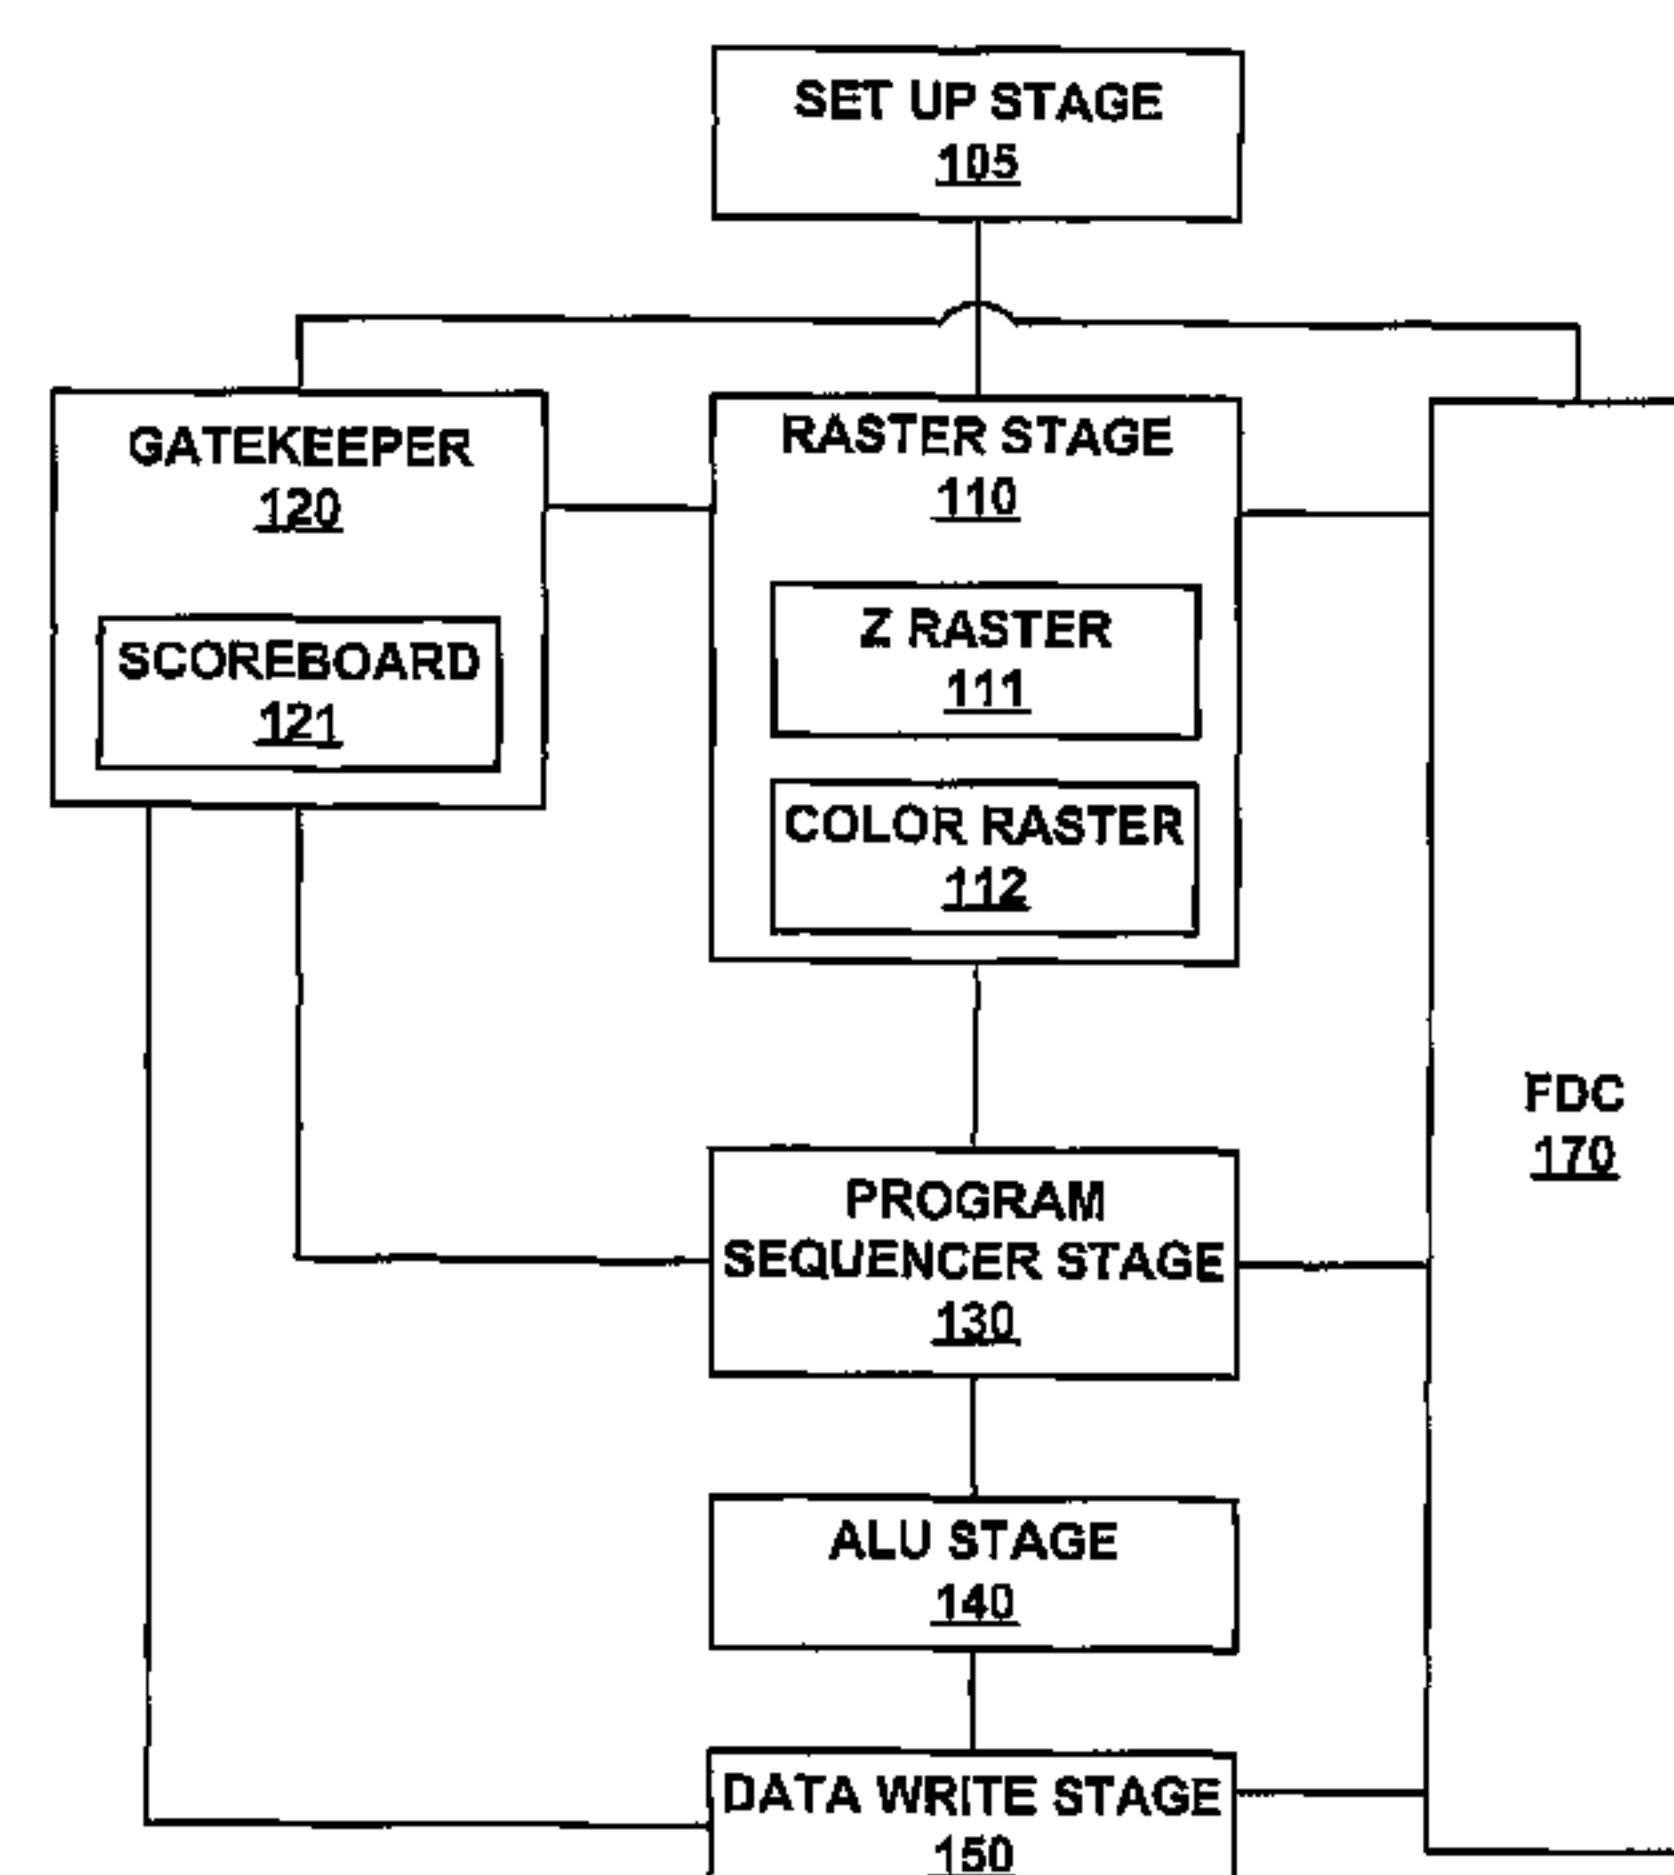 SET UP STAGE
105
GATEKEEPER
120
SCOREBOARD
121
RASTER STAGE
110
Z RASTER
111
COLOR RASTER
112
FDC
170
PROGRAM
SEQUENCER STAGE
130
ALU STAGE
140
DATA WRITE STAGE
150